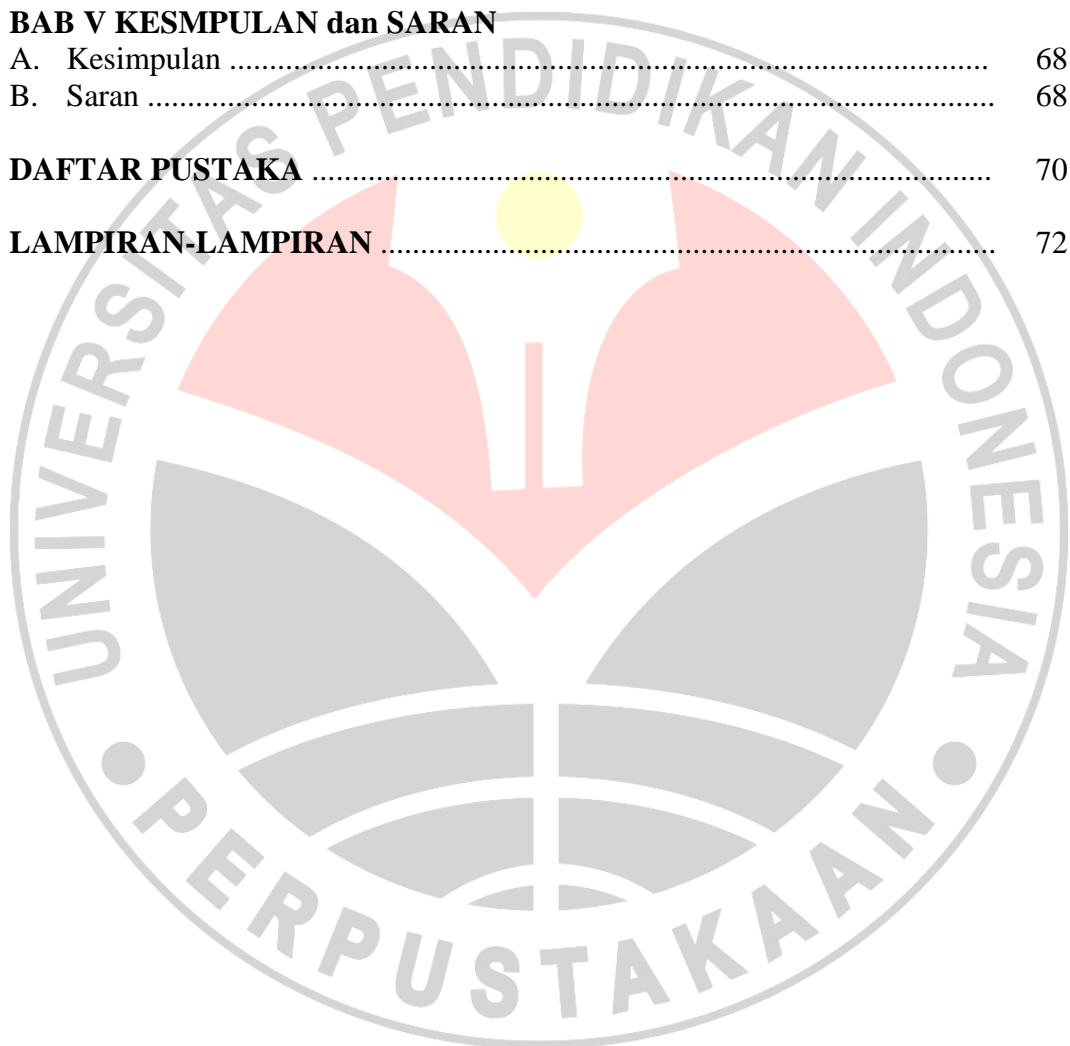 BAB V KESMPULAN dan SARAN
A. Kesimpulan ............................................................................................... 68
B. Saran .......................................................................................................... 68
DAFTAR PUSTAKA ..................................................................................... 70
LAMPIRAN-LAMPIRAN ............................................................................. 72
UNIVERSITAS PENDIDIKAN INDONESIA
PERPUSTAKAAN